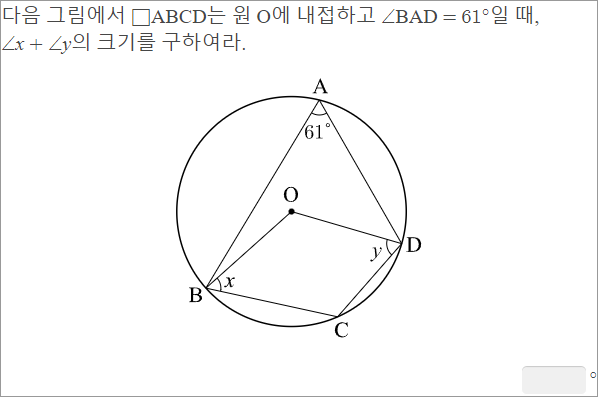 다음 그림에서 □ABCD는 원 O에 내접하고 ∠BAD = 61°일 때,
∠x + ∠y의 크기를 구하여라.
A
61°
O
D
y
x
B
C
°